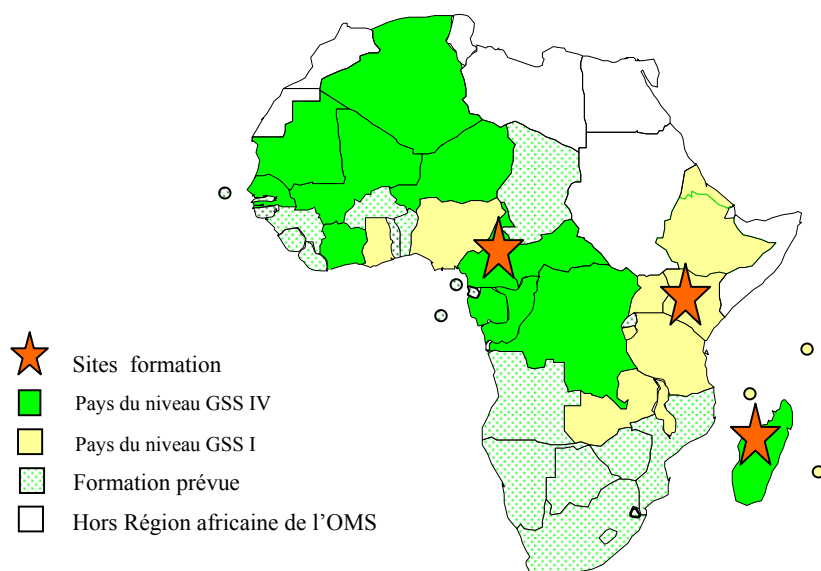 Sites formation
Pays du niveau GSS IV
Pays du niveau GSS I
Formation prévue
Hors Région africaine de l’OMS